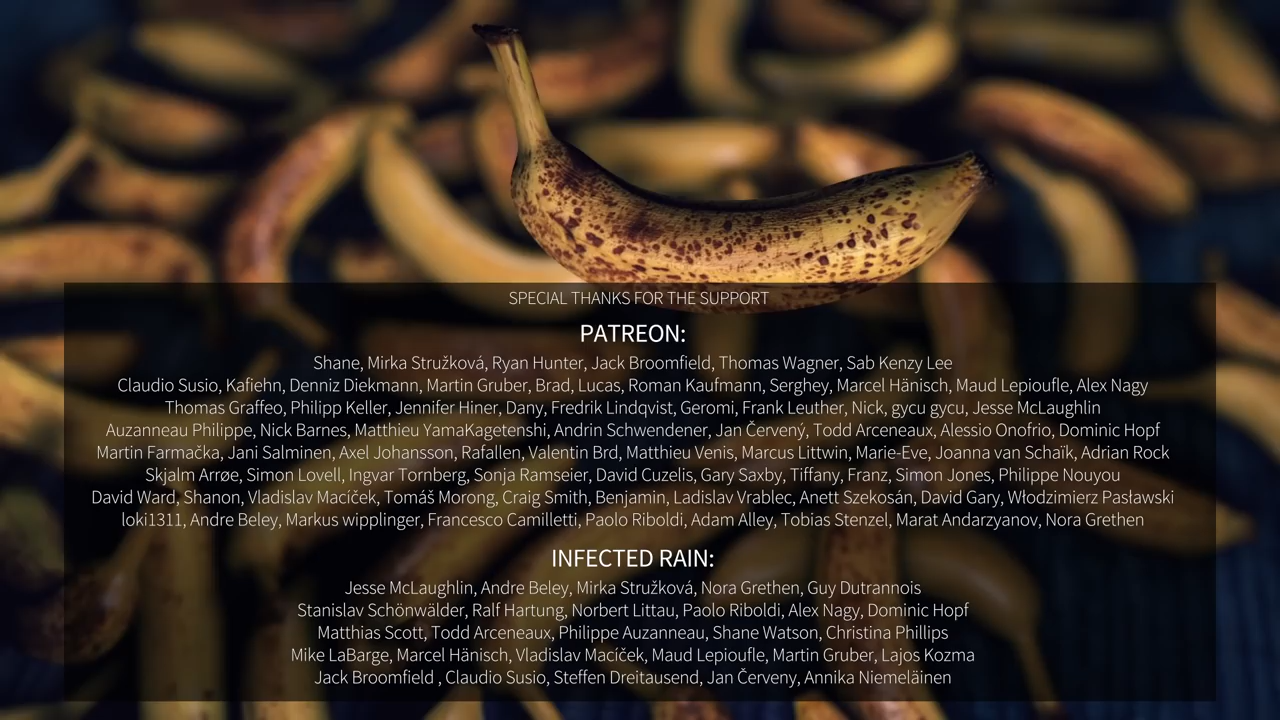 SPECIAL THANKS FOR THE SUPPORT
PATREON:
Shane, Mirka Stružková, Ryan Hunter, Jack Broomfield, Thomas Wagner, Sab Kenzy Lee
Claudio Susio, Kafiehn, Denniz Diekmann, Martin Gruber, Brad, Lucas, Roman Kaufmann, Serghey, Marcel Hänisch, Maud Lepioufle, Alex Nagy
Thomas Graffeo, Philipp Keller, Jennifer Hiner, Dany, Fredrik Lindqvist, Geromi, Frank Leuther, Nick, gycu gycu, Jesse McLaughlin
Auzanneau Philippe, Nick Barnes, Matthieu YamaKagetenshi, Andrin Schwendener, Jan Červený, Todd Arceneaux, Alessio Onofrio, Dominic Hopf
Martin Farmačka, Jani Salminen, Axel Johansson, Rafallen, Valentin Brd, Matthieu Venis, Marcus Littwin, Marie-Eve, Joanna van Schaïk, Adrian Rock
Skjalm Arrøe, Simon Lovell, Ingvar Tornberg, Sonja Ramseier, David Cuzelis, Gary Saxby, Tiffany, Franz, Simon Jones, Philippe Nouyou
David Ward, Shanon, Vladislav Macíček, Tomáš Morong, Craig Smith, Benjamin, Ladislav Vrablec, Anett Szekosán, David Gary, Włodzimierz Pasławski
loki1311, Andre Beley, Markus wipplinger, Francesco Camilletti, Paolo Riboldi, Adam Alley, Tobias Stenzel, Marat Andarzyanov, Nora Grethen
INFECTED RAIN:
Jesse McLaughlin, Andre Beley, Mirka Stružková, Nora Grethen, Guy Dutrannois
Stanislav Schönwälder, Ralf Hartung, Norbert Littau, Paolo Riboldi, Alex Nagy, Dominic Hopf
Matthias Scott, Todd Arceneaux, Philippe Auzanneau, Shane Watson, Christina Phillips
Mike LaBarge, Marcel Hänisch, Vladislav Macíček, Maud Lepioufle, Martin Gruber, Lajos Kozma
Jack Broomfield , Claudio Susio, Steffen Dreitausend, Jan Červeny, Annika Niemeläinen